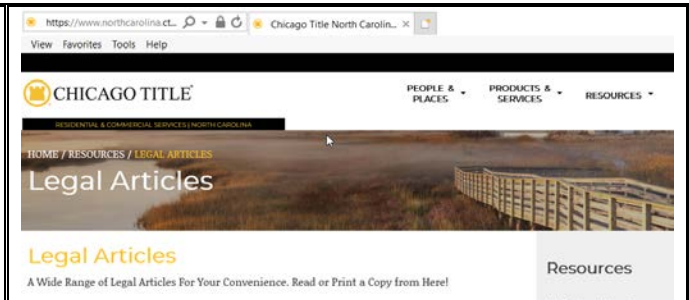 https://www.northcarolina.ct...
Chicago Title North Carolin...
View Favorites Tools Help
CHICAGO TITLE
PEOPLE & PLACES
PRODUCTS & SERVICES
RESOURCES
RESIDENTIAL & COMMERCIAL SERVICES | NORTH CAROLINA
HOME / RESOURCES / LEGAL ARTICLES
Legal Articles
Legal Articles
A Wide Range of Legal Articles For Your Convenience. Read or Print a Copy from Here!
Resources